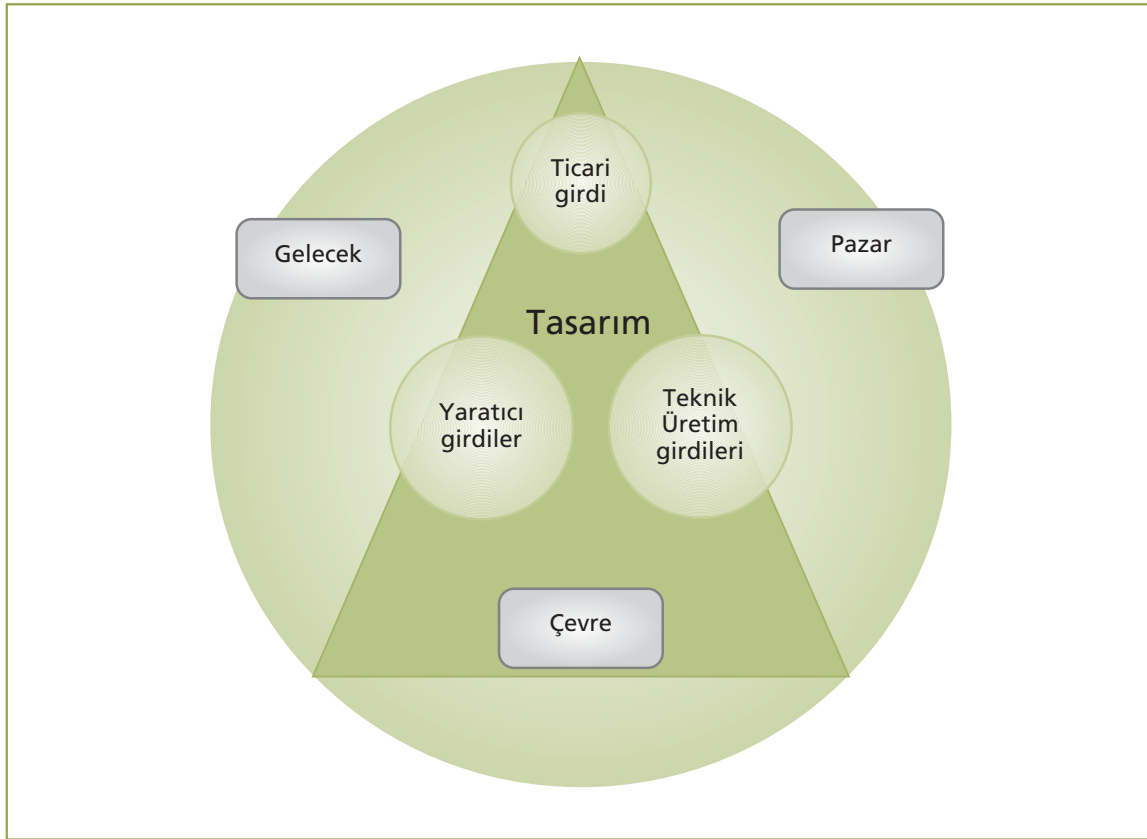 Ticari
girdi
Gelecek
Pazar
Tasarım
Yaratıcı
girdiler
Teknik
Üretim
girdileri
Çevre